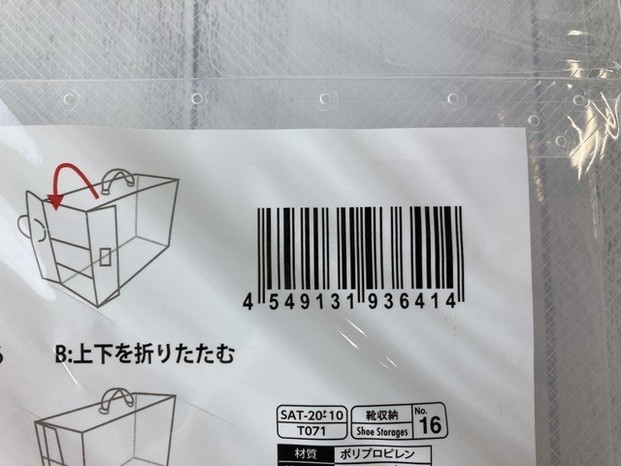 4 549131 936414
B:上下を折りたたむ
SAT-20ﾋﾟ10
T071
靴収納
Shoe Storages
No.
16
材質
ポリプロピレン